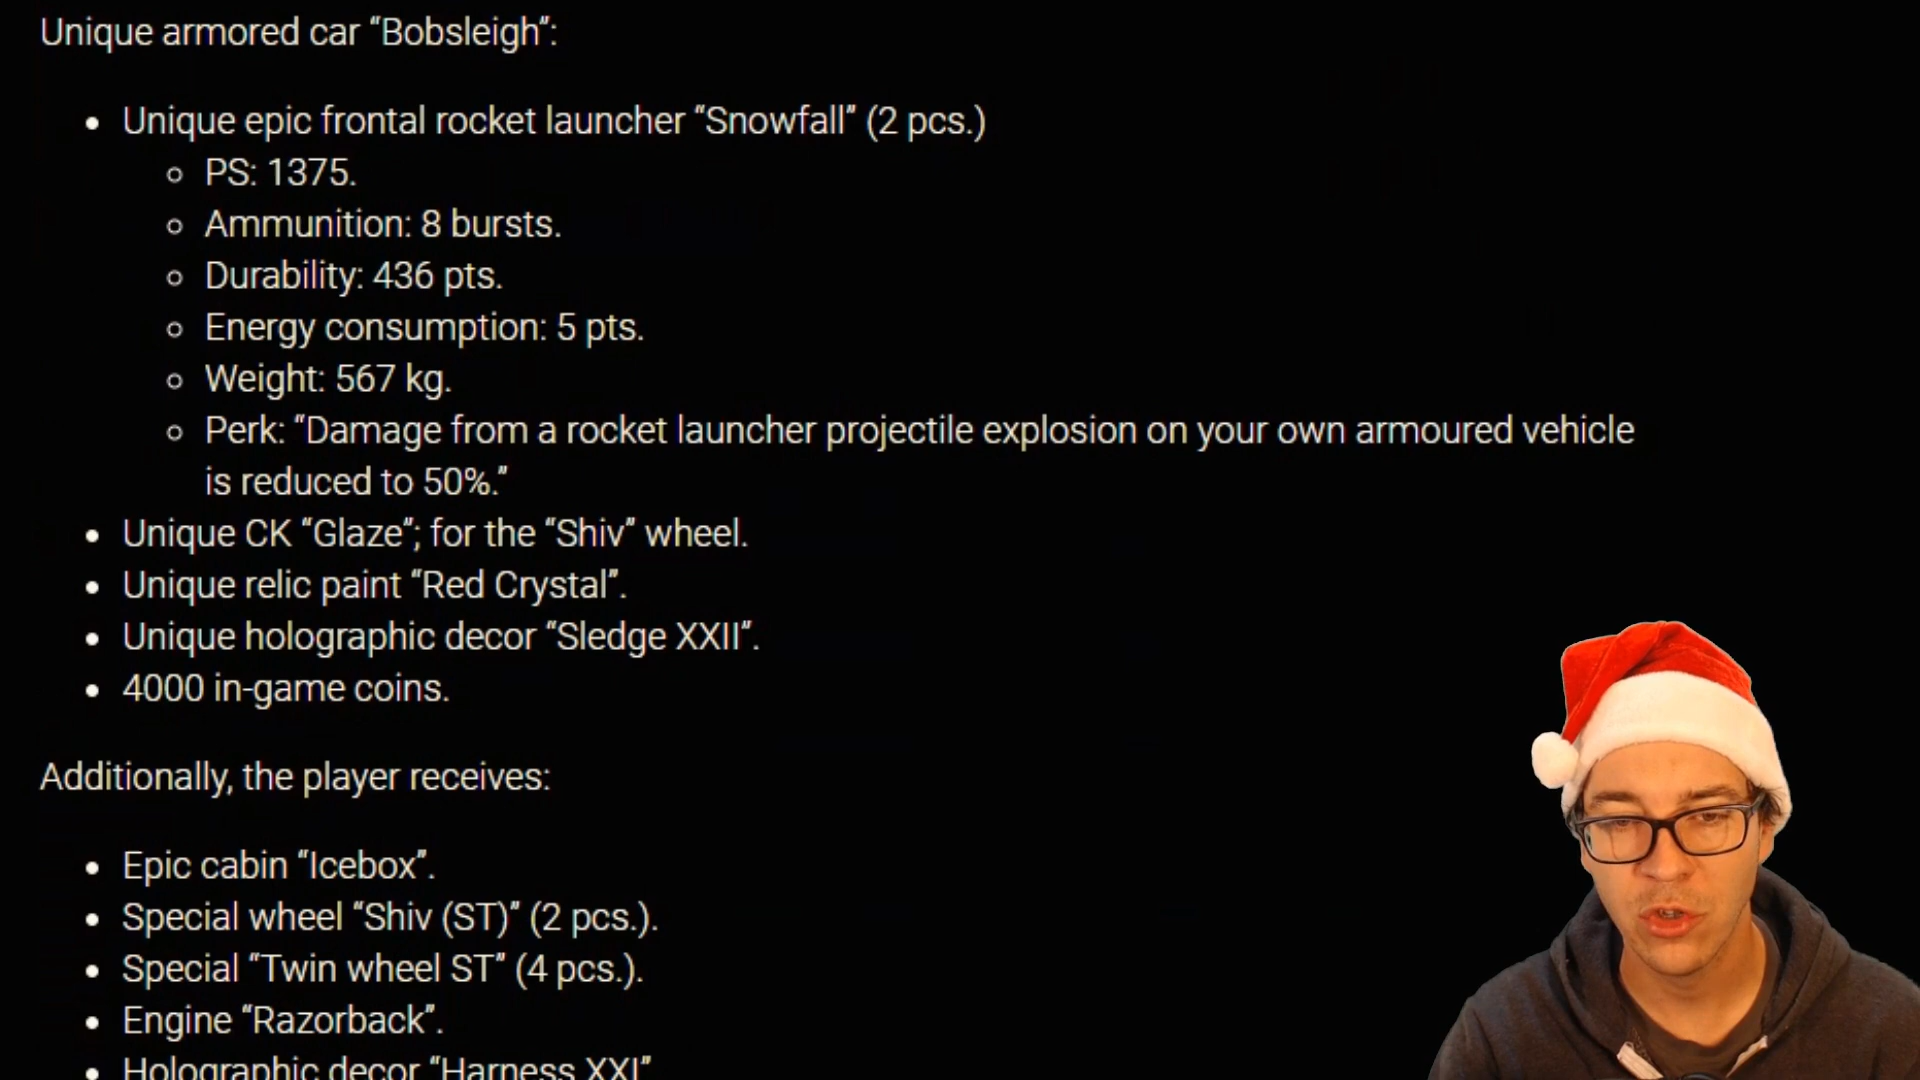 Unique armored car “Bobsleigh”:
Unique epic frontal rocket launcher “Snowfall” (2 pcs.)
PS: 1375.
Ammunition: 8 bursts.
Durability: 436 pts.
Energy consumption: 5 pts.
Weight: 567 kg.
Perk: “Damage from a rocket launcher projectile explosion on your own armoured vehicle
is reduced to 50%.”
Unique CK “Glaze”; for the “Shiv” wheel.
Unique relic paint “Red Crystal”.
Unique holographic decor “Sledge XXII”.
4000 in-game coins.
Additionally, the player receives:
Epic cabin “Icebox”.
Special wheel “Shiv (ST)” (2 pcs.).
Special “Twin wheel ST” (4 pcs.).
Engine “Razorback”.
Holographic decor “Harness XXI”